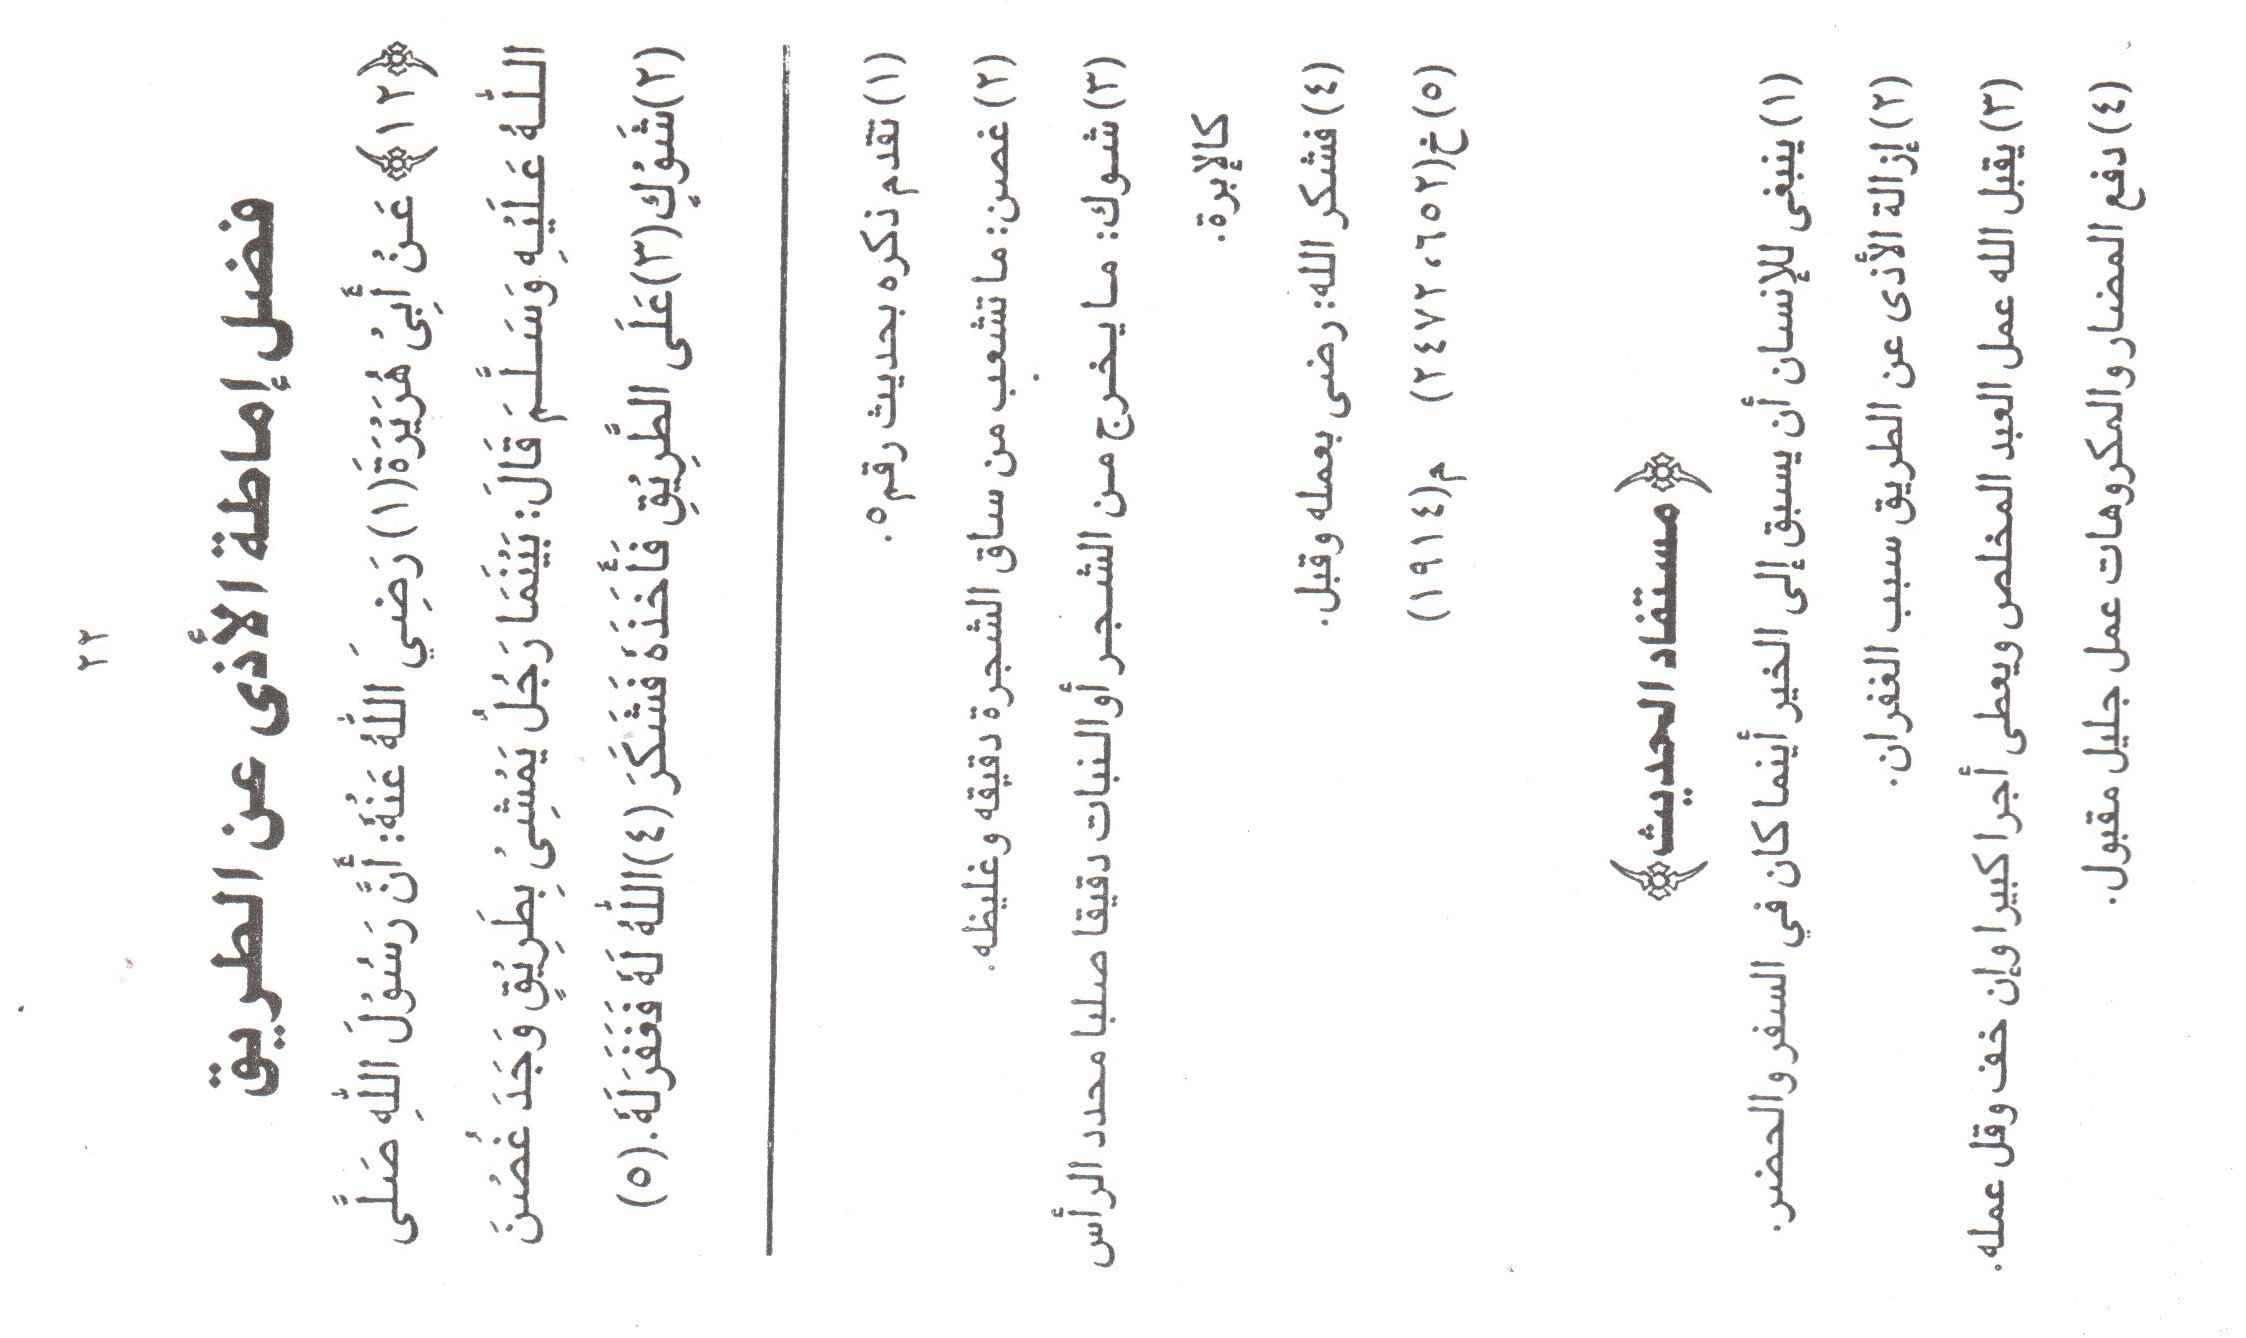 ٢٢
فضل إماطة الأذى عن الطريق
﴿١٢﴾ عَنْ أَبِيْ هُرَيْرَةَ(١) رَضِيَ اللّٰهُ عَنْهُ: أَنَّ رَسُوْلَ اللّٰهِ صَلَّى
اللّٰهُ عَلَيْهِ وَسَلَّمَ قَالَ: بَيْنَمَا رَجُلٌ يَمْشِيْ بِطَرِيْقٍ وَجَدَ غُصْنَ
(٢)شَوْكٍ(٣)عَلَى الطَّرِيْقِ فَأَخَذَهٗ فَشَكَرَ (٤)اللّٰهُ لَهٗ فَغَفَرَلَهٗ.(٥)
(١) تقدم ذكره بحديث رقم٥.
(٢) غصن: ما تشعب من ساق الشجرة دقيقه وغليظه.
(٣) شوك: ما يخرج من الشجر أوالنبات دقيقا صلبا محدد الرأس
كالإبرة.
(٤) فشكر الله: رضى بعمله وقبل.
(٥) خ(٦٥٢، ٢٤٧٢) م(١٩١٤)
﴿مستفاد الحديث﴾
(١) ينبغى للإنسان أن يسبق إلى الخير أينما كان في السفر والحضر.
(٢) إزالة الأذى عن الطريق سبب الغفران.
(٣) يقبل الله عمل العبد المخلص ويعطى أجرا كبيرا وإن خف وقل عمله.
(٤) دفع المضار والمكروهات عمل جليل مقبول.